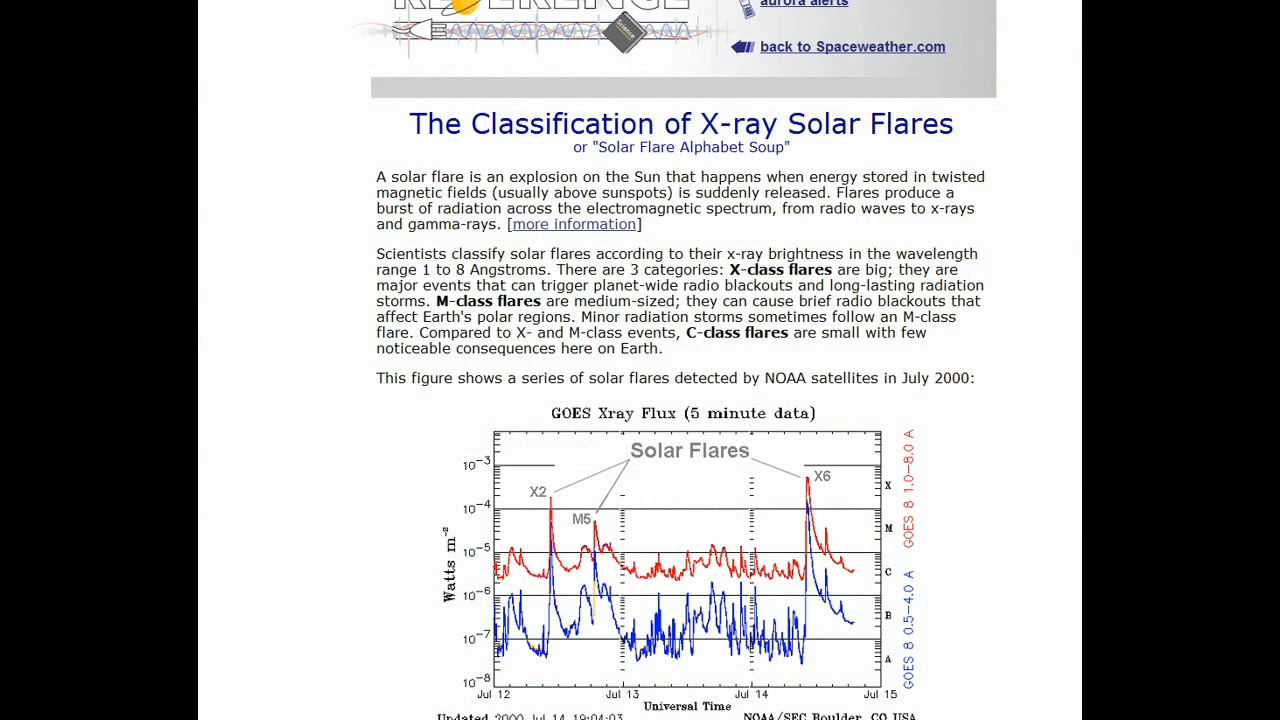 REFERENCE
Science
aurora alerts
back to Spaceweather.com
The Classification of X-ray Solar Flares
or "Solar Flare Alphabet Soup"
A solar flare is an explosion on the Sun that happens when energy stored in twisted
magnetic fields (usually above sunspots) is suddenly released. Flares produce a
burst of radiation across the electromagnetic spectrum, from radio waves to x-rays
and gamma-rays. [more information]
Scientists classify solar flares according to their x-ray brightness in the wavelength
range 1 to 8 Angstroms. There are 3 categories: X-class flares are big; they are
major events that can trigger planet-wide radio blackouts and long-lasting radiation
storms. M-class flares are medium-sized; they can cause brief radio blackouts that
affect Earth's polar regions. Minor radiation storms sometimes follow an M-class
flare. Compared to X- and M-class events, C-class flares are small with few
noticeable consequences here on Earth.
This figure shows a series of solar flares detected by NOAA satellites in July 2000:
GOES Xray Flux (5 minute data)
Solar Flares
X2
M5
X6
Watts m-2
10-3
10-4
10-5
10-6
10-7
10-8
X
M
C
B
A
GOES 8 1.0-8.0 A
GOES 8 0.5-4.0 A
Jul 12
Jul 13
Jul 14
Jul 15
Universal Time
Updated 2000 Jul 14 19:04:03
NOAA/SEC Boulder, CO USA